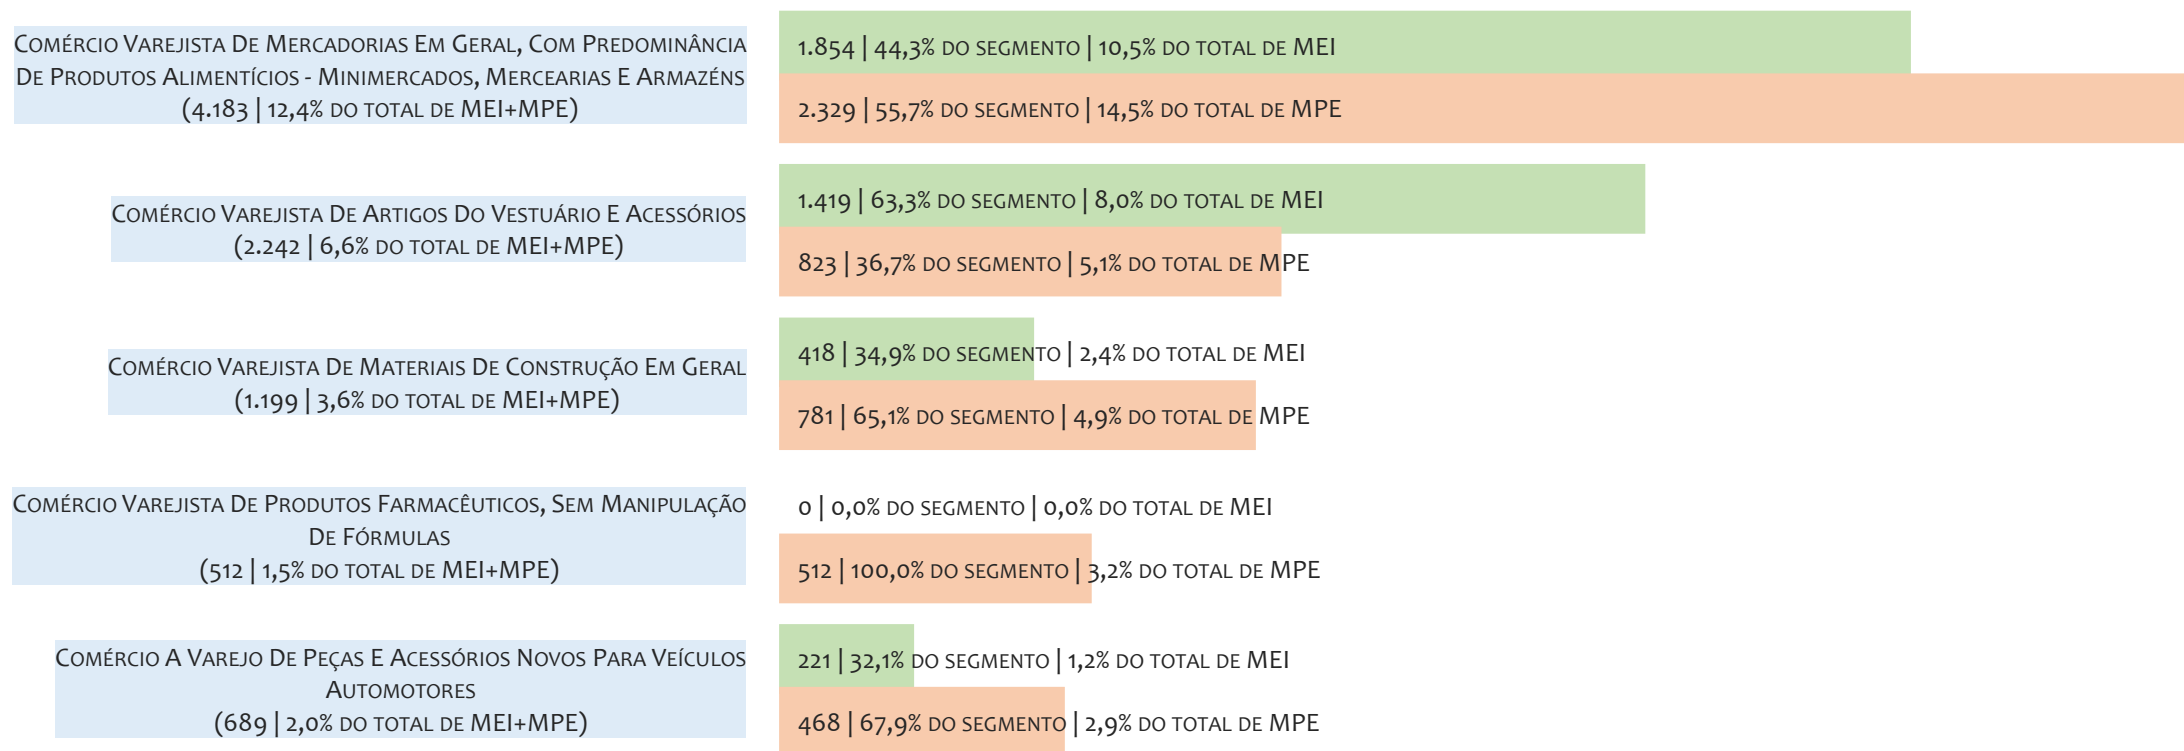 Comércio Varejista De Mercadorias Em Geral, Com Predominância
De Produtos Alimentícios - Minimercados, Mercearias E Armazéns
(4.183 | 12,4% do total de MEI+MPE)
1.854 | 44,3% do segmento | 10,5% do total de MEI
2.329 | 55,7% do segmento | 14,5% do total de MPE
Comércio Varejista De Artigos Do Vestuário E Acessórios
(2.242 | 6,6% do total de MEI+MPE)
1.419 | 63,3% do segmento | 8,0% do total de MEI
823 | 36,7% do segmento | 5,1% do total de MPE
Comércio Varejista De Materiais De Construção Em Geral
(1.199 | 3,6% do total de MEI+MPE)
418 | 34,9% do segmento | 2,4% do total de MEI
781 | 65,1% do segmento | 4,9% do total de MPE
Comércio Varejista De Produtos Farmacêuticos, Sem Manipulação
De Fórmulas
(512 | 1,5% do total de MEI+MPE)
0 | 0,0% do segmento | 0,0% do total de MEI
512 | 100,0% do segmento | 3,2% do total de MPE
Comércio A Varejo De Peças E Acessórios Novos Para Veículos
Automotores
(689 | 2,0% do total de MEI+MPE)
221 | 32,1% do segmento | 1,2% do total de MEI
468 | 67,9% do segmento | 2,9% do total de MPE